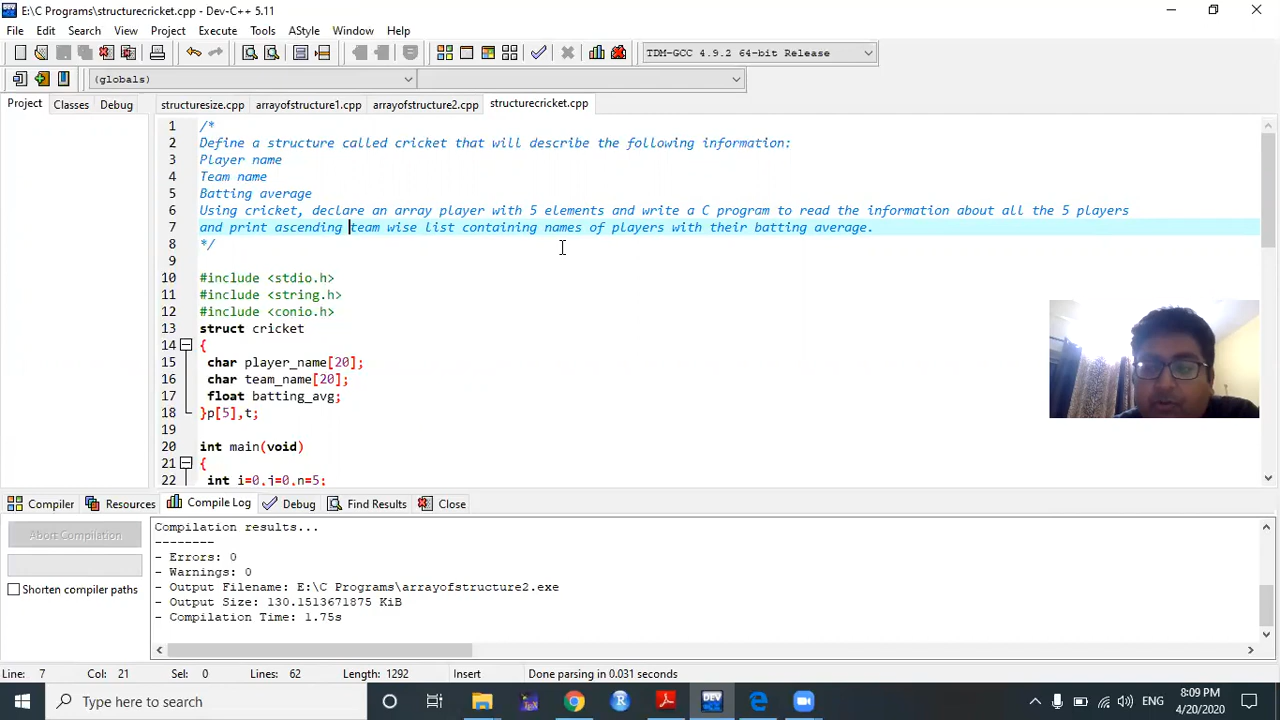 E:\C Programs\structurecricket.cpp - Dev-C++ 5.11
File Edit Search View Project Execute Tools AStyle Window Help
TDM-GCC 4.9.2 64-bit Release
(globals)
Project Classes Debug
structuresize.cpp arrayofstructure1.cpp arrayofstructure2.cpp structurecricket.cpp
1 /*
2 Define a structure called cricket that will describe the following information:
3 Player name
4 Team name
5 Batting average
6 Using cricket, declare an array player with 5 elements and write a C program to read the information about all the 5 players
7 and print ascending team wise list containing names of players with their batting average.
8 */
9
10 #include <stdio.h>
11 #include <string.h>
12 #include <conio.h>
13 struct cricket
14 {
15 char player_name[20];
16 char team_name[20];
17 float batting_avg;
18 }p[5],t;
19
20 int main(void)
21 {
22 int i=0,j=0,n=5;
Compiler Resources Compile Log Debug Find Results Close
Abort Compilation
Shorten compiler paths
Compilation results...
--------
- Errors: 0
- Warnings: 0
- Output Filename: E:\C Programs\arrayofstructure2.exe
- Output Size: 130.1513671875 KiB
- Compilation Time: 1.75s
Line: 7 Col: 21 Sel: 0 Lines: 62 Length: 1292 Insert Done parsing in 0.031 seconds
Type here to search
DEV
ENG
8:09 PM
4/20/2020